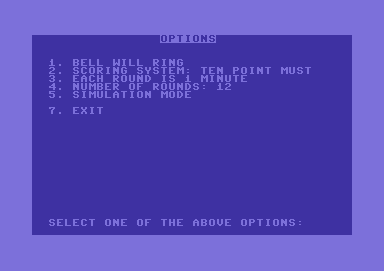 OPTIONS
1. BELL WILL RING
2. SCORING SYSTEM: TEN POINT MUST
3. EACH ROUND IS 1 MINUTE
4. NUMBER OF ROUNDS: 12
5. SIMULATION MODE
7. EXIT
SELECT ONE OF THE ABOVE OPTIONS: